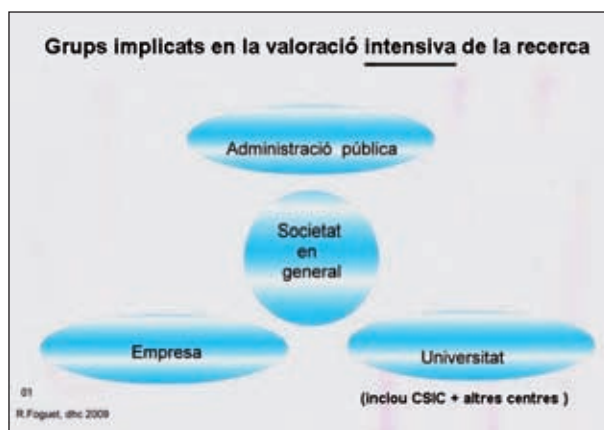 Grups implicats en la valoració intensiva de la recerca
Administració pública
Societat
en
general
Empresa
Universitat
(inclou CSIC + altres centres )
01
R.Foguet, dhc 2009